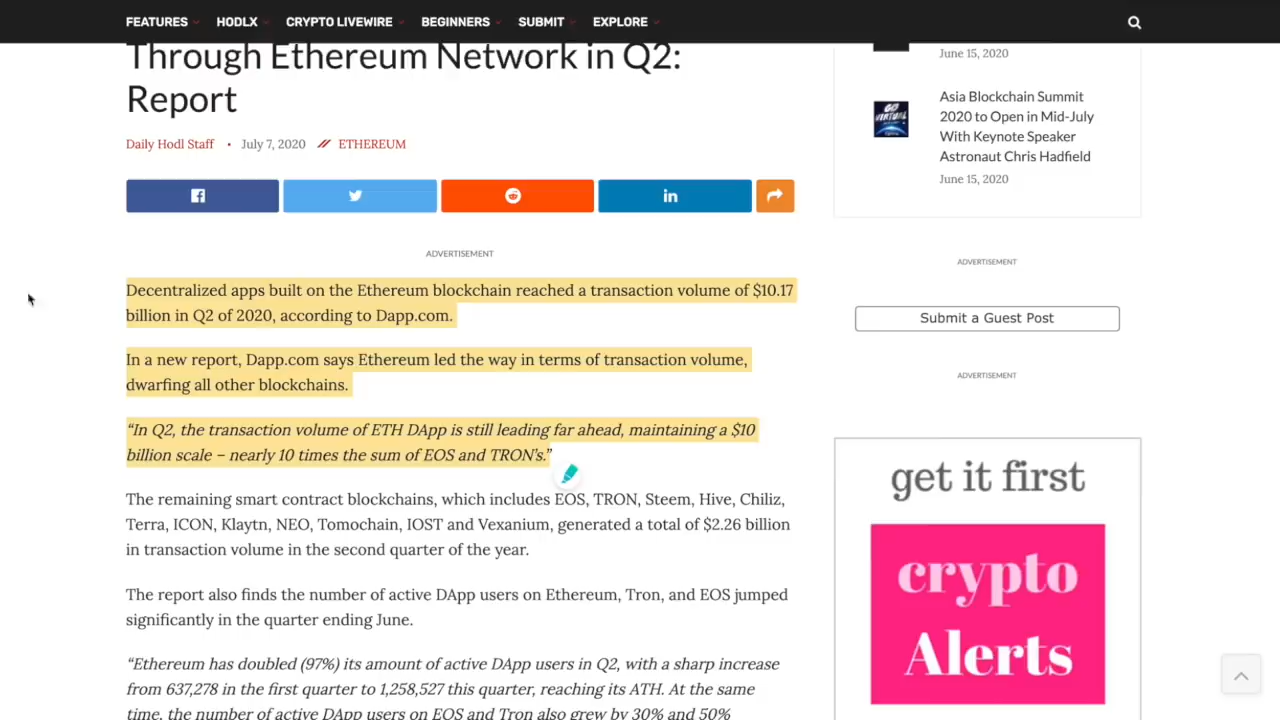 FEATURES HODLX CRYPTO LIVEWIRE BEGINNERS SUBMIT EXPLORE
Through Ethereum Network in Q2:
Report
Daily Hodl Staff • July 7, 2020 // ETHEREUM
ADVERTISEMENT
Decentralized apps built on the Ethereum blockchain reached a transaction volume of $10.17
billion in Q2 of 2020, according to Dapp.com.
In a new report, Dapp.com says Ethereum led the way in terms of transaction volume,
dwarfing all other blockchains.
“In Q2, the transaction volume of ETH DApp is still leading far ahead, maintaining a $10
billion scale – nearly 10 times the sum of EOS and TRON’s.”
The remaining smart contract blockchains, which includes EOS, TRON, Steem, Hive, Chiliz,
Terra, ICON, Klaytn, NEO, Tomochain, IOST and Vexanium, generated a total of $2.26 billion
in transaction volume in the second quarter of the year.
The report also finds the number of active DApp users on Ethereum, Tron, and EOS jumped
significantly in the quarter ending June.
“Ethereum has doubled (97%) its amount of active DApp users in Q2, with a sharp increase
from 637,278 in the first quarter to 1,258,527 this quarter, reaching its ATH. At the same
time, the number of active DApp users on EOS and Tron also grew by 30% and 50%
June 15, 2020
GO
VIRTUAL
Asia Blockchain Summit
2020 to Open in Mid-July
With Keynote Speaker
Astronaut Chris Hadfield
June 15, 2020
ADVERTISEMENT
Submit a Guest Post
ADVERTISEMENT
get it first
crypto
Alerts